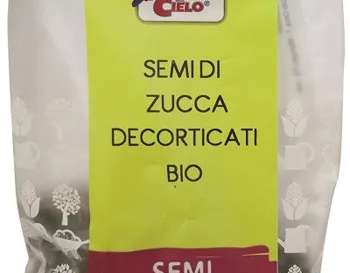 CIELO®
SEMI DI
ZUCCA
DECORTICATI
BIO
SEMI